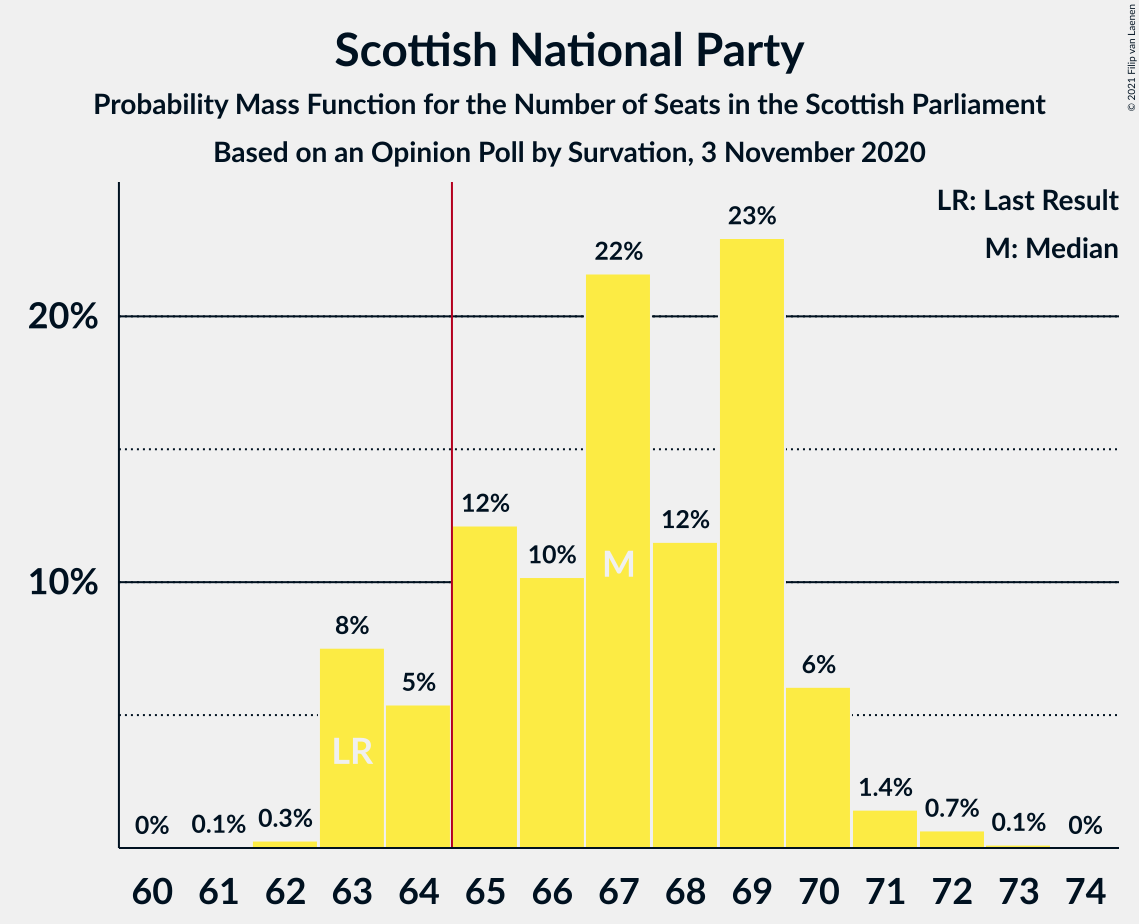 Scottish National Party
Probability Mass Function for the Number of Seats in the Scottish Parliament
Based on an Opinion Poll by Survation, 3 November 2020
© 2021 Filip van Laenen
LR: Last Result
M: Median
20%
10%
0%
0.1%
0.3%
8%
5%
12%
10%
22%
12%
23%
6%
1.4%
0.7%
0.1%
0%
LR
M
60 61 62 63 64 65 66 67 68 69 70 71 72 73 74